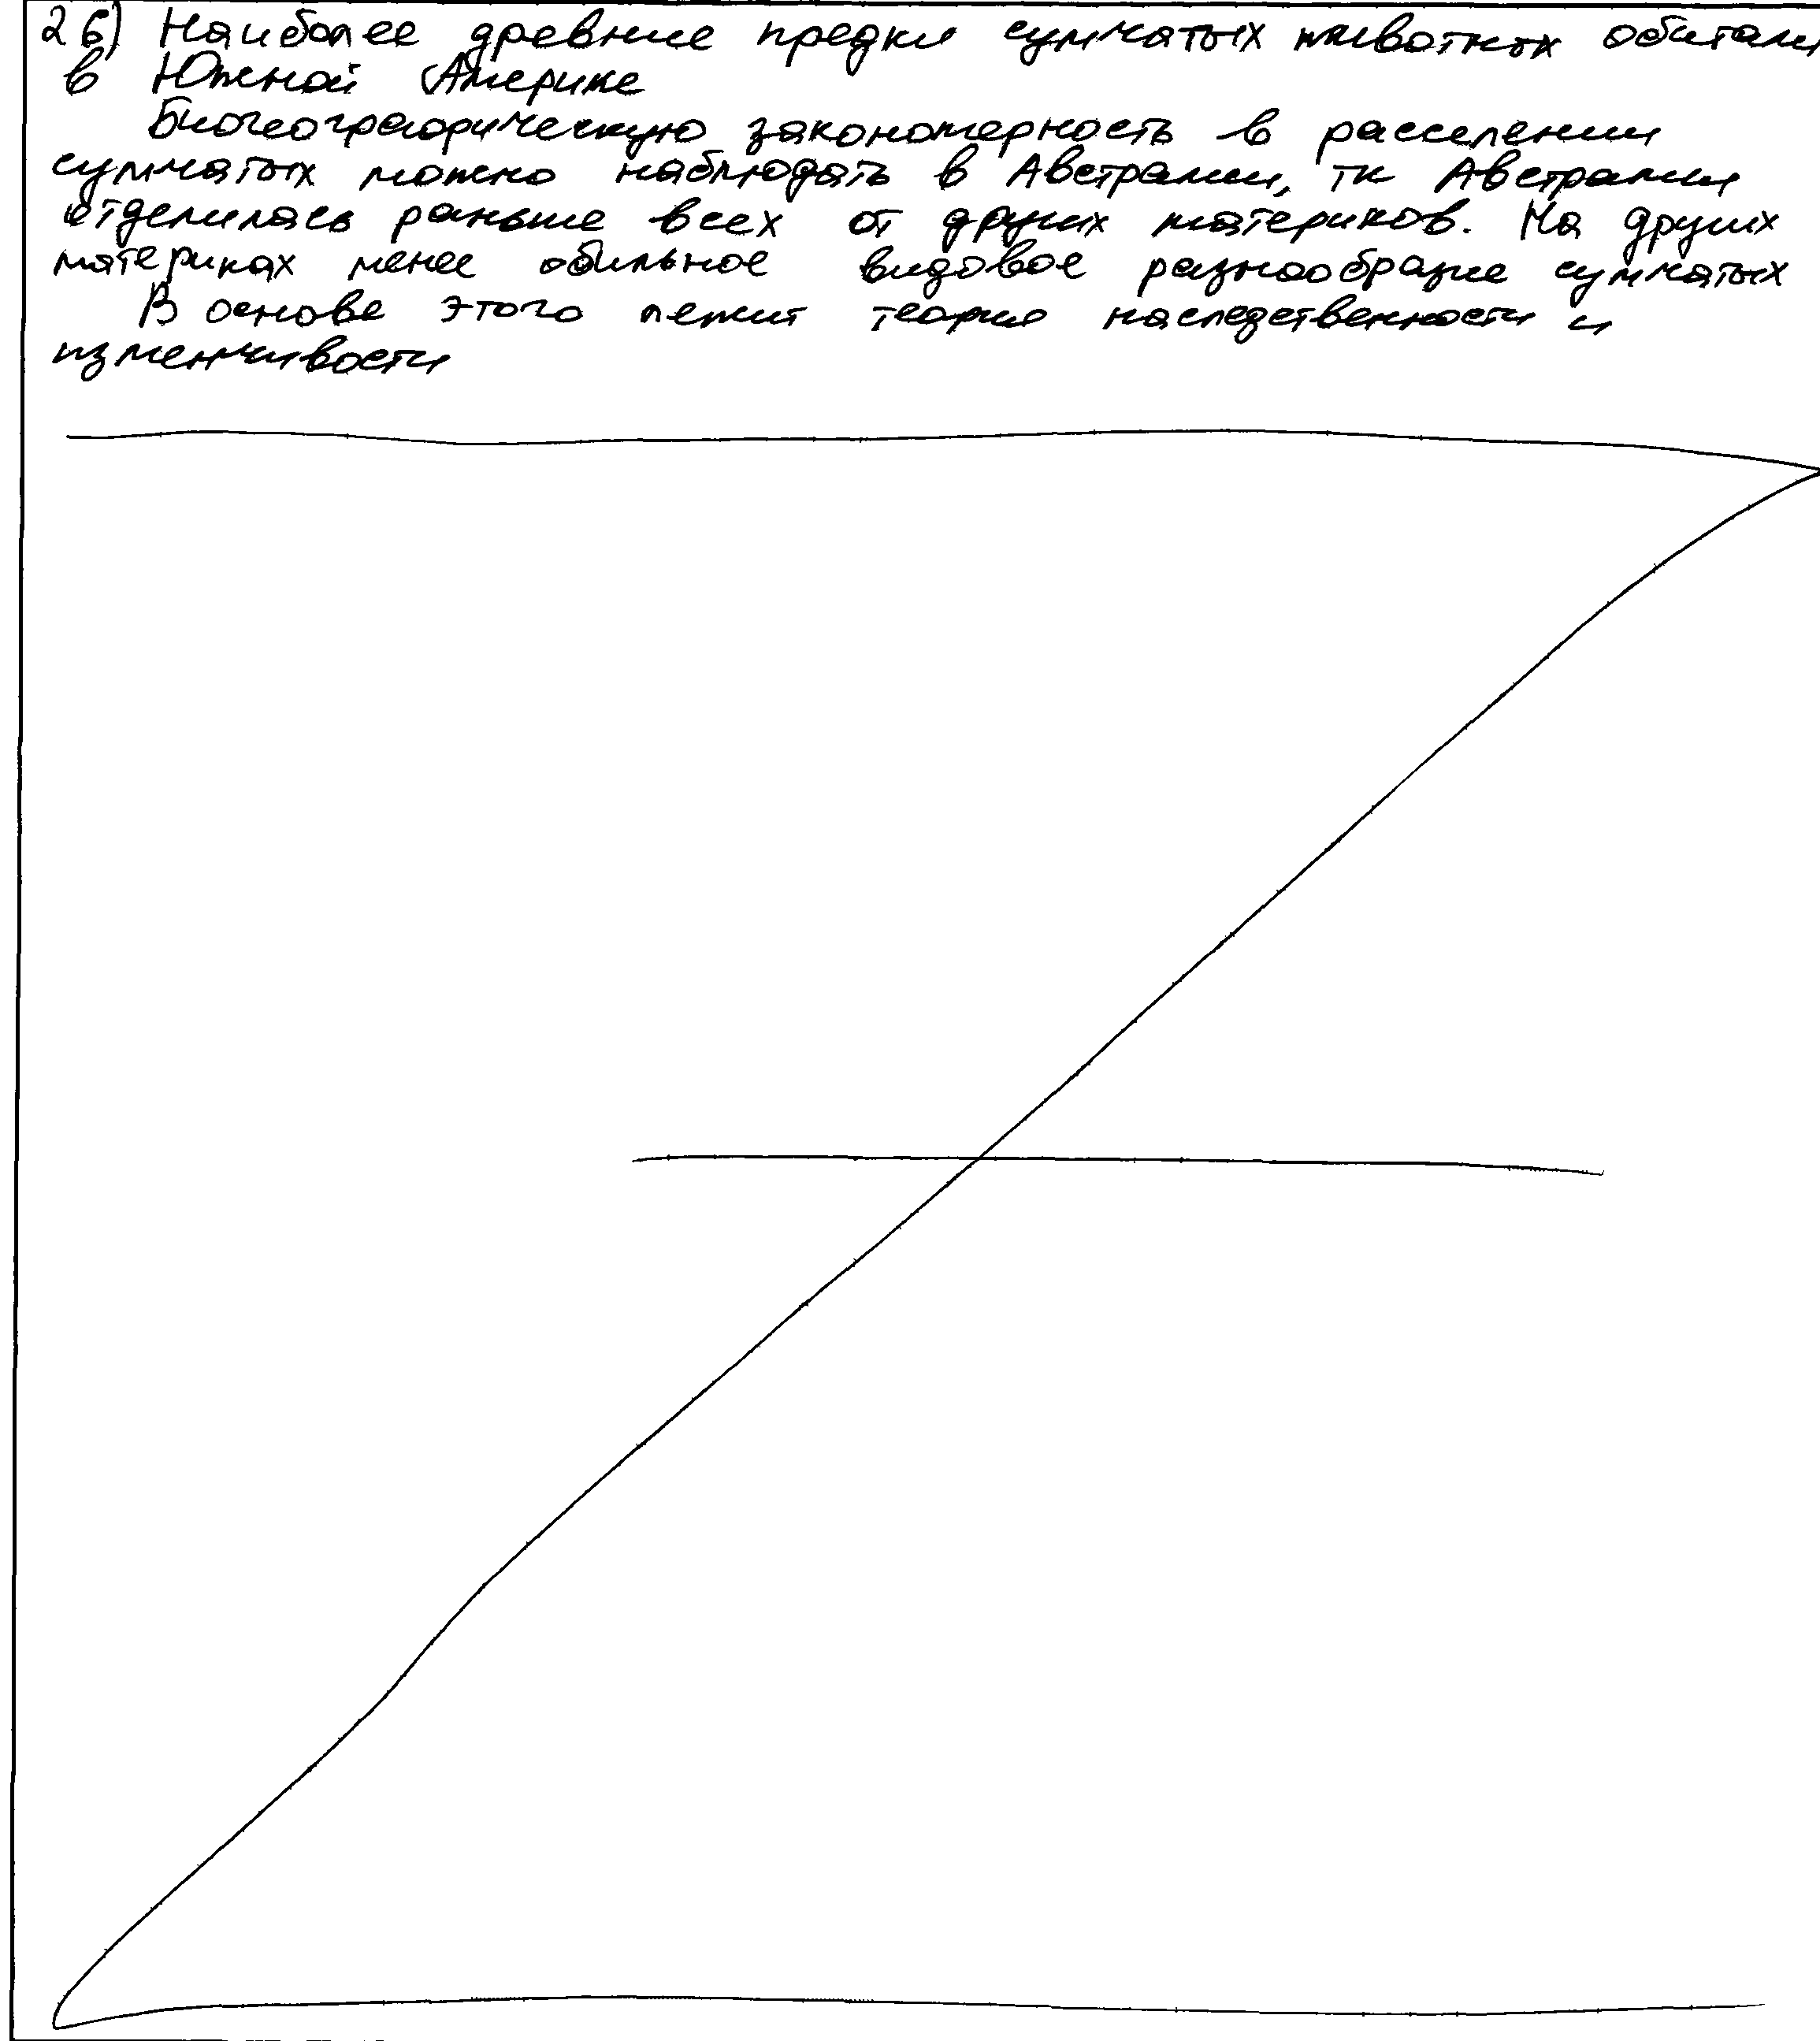 26) Наиболее древние предки сумчатых животных обитали
в Южной Америке
Биогеографическую закономерность в расселении
сумчатых можно наблюдать в Австралии, тк Австралия
отделилась раньше всех от других материков. На других
материках менее обильное видовое разнообразие сумчатых
В основе этого лежит теория наследственности и
изменчивости